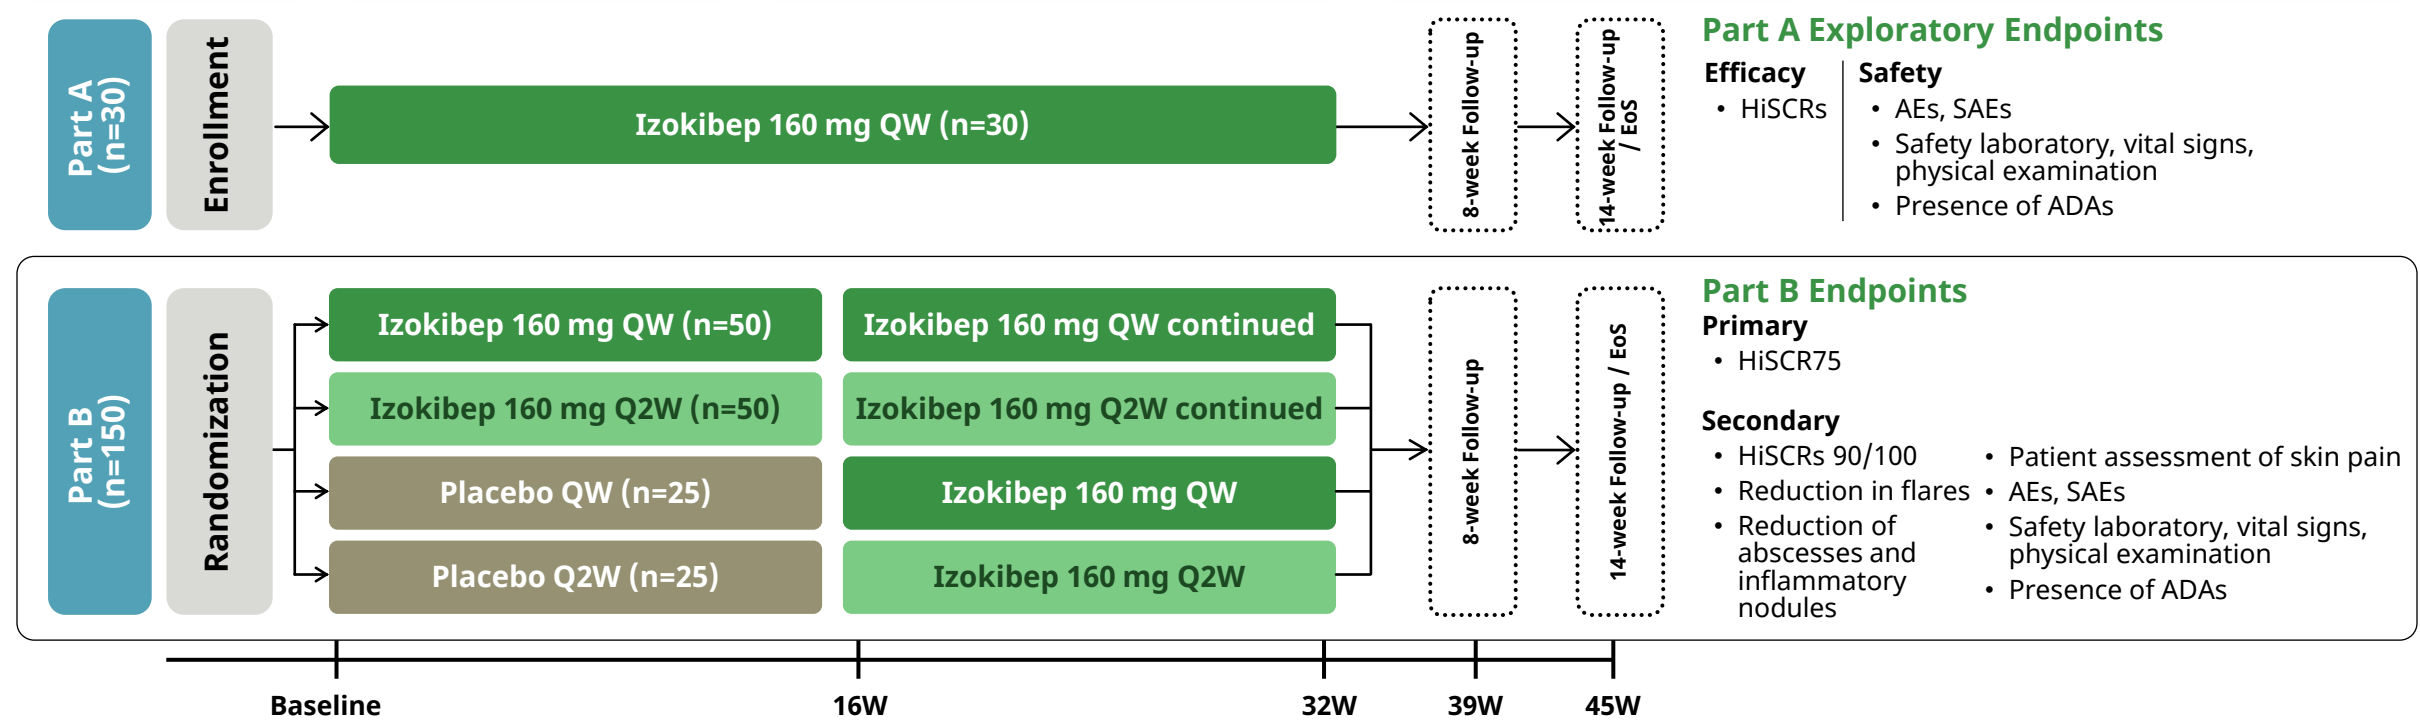 Part A
(n=30)
Enrollment
Izokibep 160 mg QW (n=30)
8-week Follow-up
14-week Follow-up
/ EoS
Part A Exploratory Endpoints
Efficacy
• HiSCRs
Safety
• AEs, SAEs
• Safety laboratory, vital signs,
physical examination
• Presence of ADAs
Part B
(n=150)
Randomization
Izokibep 160 mg QW (n=50)
Izokibep 160 mg QW continued
Izokibep 160 mg Q2W (n=50)
Izokibep 160 mg Q2W continued
Placebo QW (n=25)
Izokibep 160 mg QW
Placebo Q2W (n=25)
Izokibep 160 mg Q2W
8-week Follow-up
14-week Follow-up / EoS
Part B Endpoints
Primary
• HiSCR75
Secondary
• HiSCRs 90/100
• Reduction in flares
• Reduction of
abscesses and
inflammatory
nodules
• Patient assessment of skin pain
• AEs, SAEs
• Safety laboratory, vital signs,
physical examination
• Presence of ADAs
Baseline
16W
32W
39W
45W